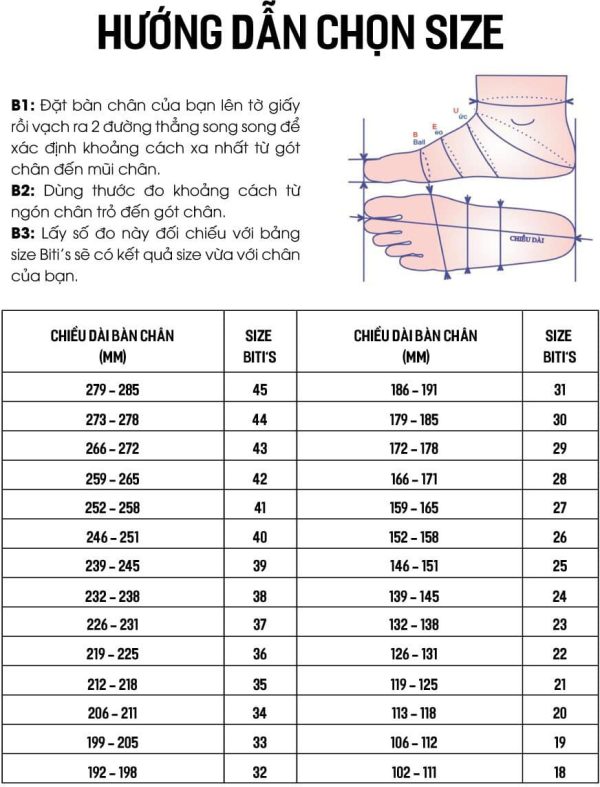 HƯỚNG DẪN CHỌN SIZE
B1: Đặt bàn chân của bạn lên tờ giấy
rồi vạch ra 2 đường thẳng song song để
xác định khoảng cách xa nhất từ gót
chân đến mũi chân.
B2: Dùng thước đo khoảng cách từ
ngón chân trỏ đến gót chân.
B3: Lấy số đo này đối chiếu với bảng
size Biti's sẽ có kết quả size vừa với chân
của bạn.
U
ức
E
eo
B
Ball
CHIỀU DÀI
CHIỀU DÀI BÀN CHÂN (MM) SIZE BITI'S CHIỀU DÀI BÀN CHÂN (MM) SIZE BITI'S
279 – 285 45 186 – 191 31
273 – 278 44 179 – 185 30
266 – 272 43 172 – 178 29
259 – 265 42 166 – 171 28
252 – 258 41 159 – 165 27
246 – 251 40 152 – 158 26
239 – 245 39 146 – 151 25
232 – 238 38 139 – 145 24
226 – 231 37 132 – 138 23
219 – 225 36 126 – 131 22
212 – 218 35 119 – 125 21
206 – 211 34 113 – 118 20
199 – 205 33 106 – 112 19
192 – 198 32 102 – 111 18